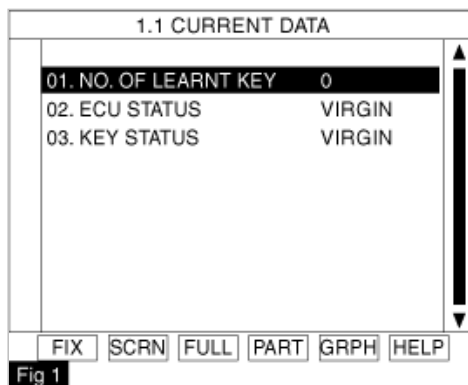 1.1 CURRENT DATA
01. NO. OF LEARNT KEY 0
02. ECU STATUS VIRGIN
03. KEY STATUS VIRGIN
FIX SCRN FULL PART GRPH HELP
Fig 1